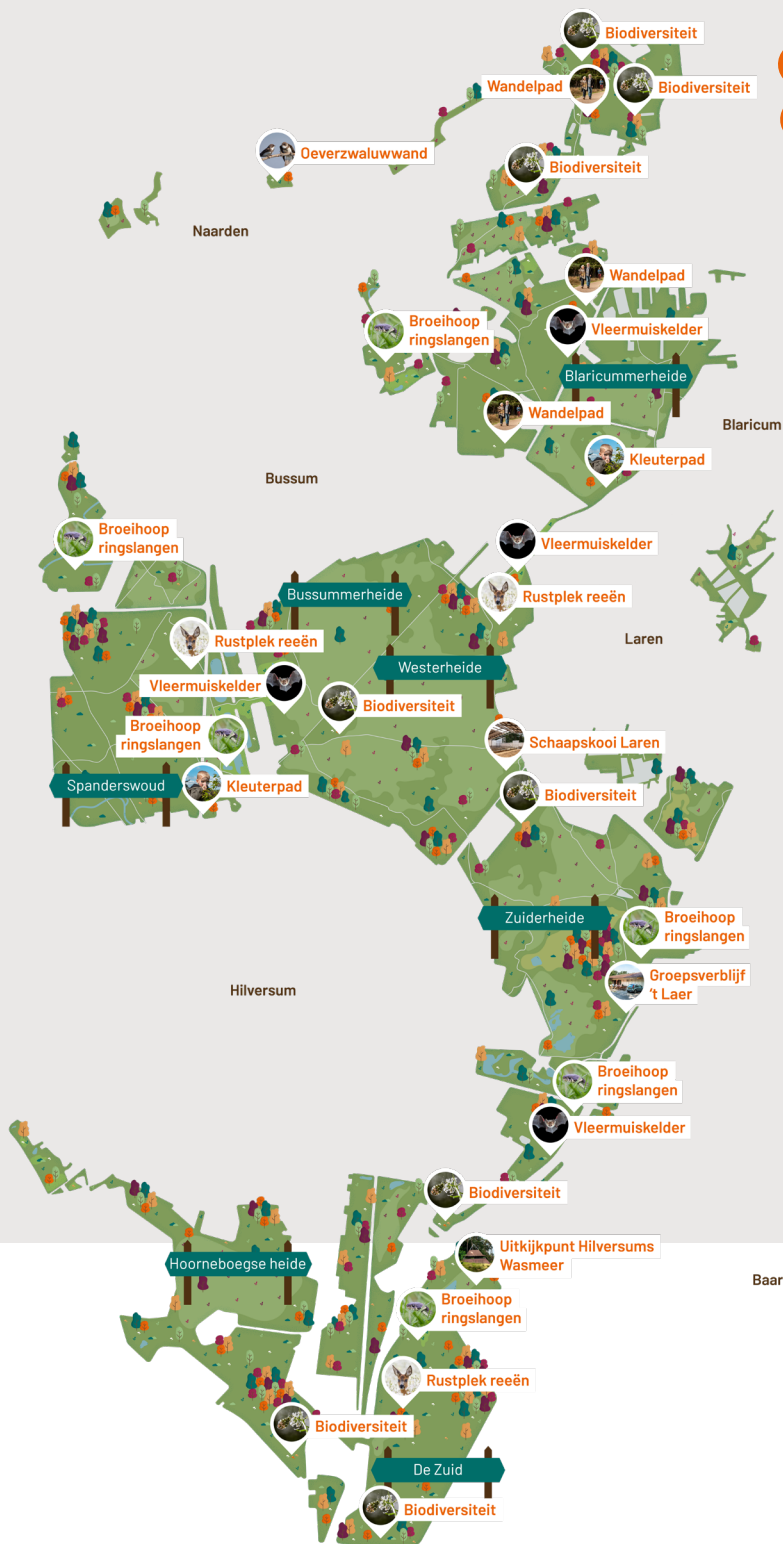 Biodiversiteit
Wandelpad
Biodiversiteit
Oeverzwaluwwand
Biodiversiteit
Naarden
Wandelpad
Broeihoop
ringslangen
Vleermuiskelder
Blaricummerheide
Wandelpad
Blaricum
Kleuterpad
Bussum
Broeihoop
ringslangen
Vleermuiskelder
Bussummerheide
Rustplek reeën
Rustplek reeën
Laren
Westerheide
Vleermuiskelder
Biodiversiteit
Broeihoop
ringslangen
Schaapskooi Laren
Spanderswoud
Kleuterpad
Biodiversiteit
Zuiderheide
Broeihoop
ringslangen
Groepsverblijf
't Laer
Hilversum
Broeihoop
ringslangen
Vleermuiskelder
Biodiversiteit
Uitkijkpunt Hilversums
Wasmeer
Hoorneboegse heide
Baar
Broeihoop
ringslangen
Rustplek reeën
Biodiversiteit
De Zuid
Biodiversiteit